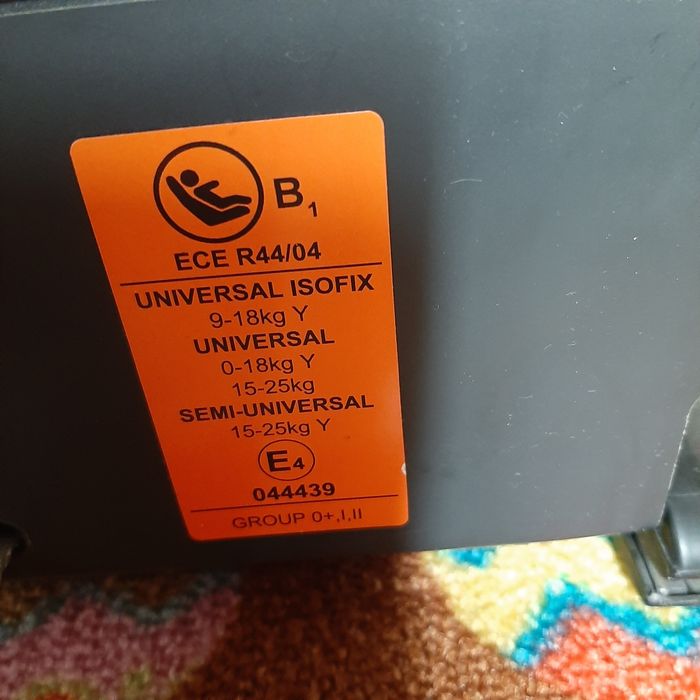 B1
ECE R44/04
UNIVERSAL ISOFIX
9-18kg Y
UNIVERSAL
0-18kg Y
15-25kg
SEMI-UNIVERSAL
15-25kg Y
E4
044439
GROUP 0+,I,II